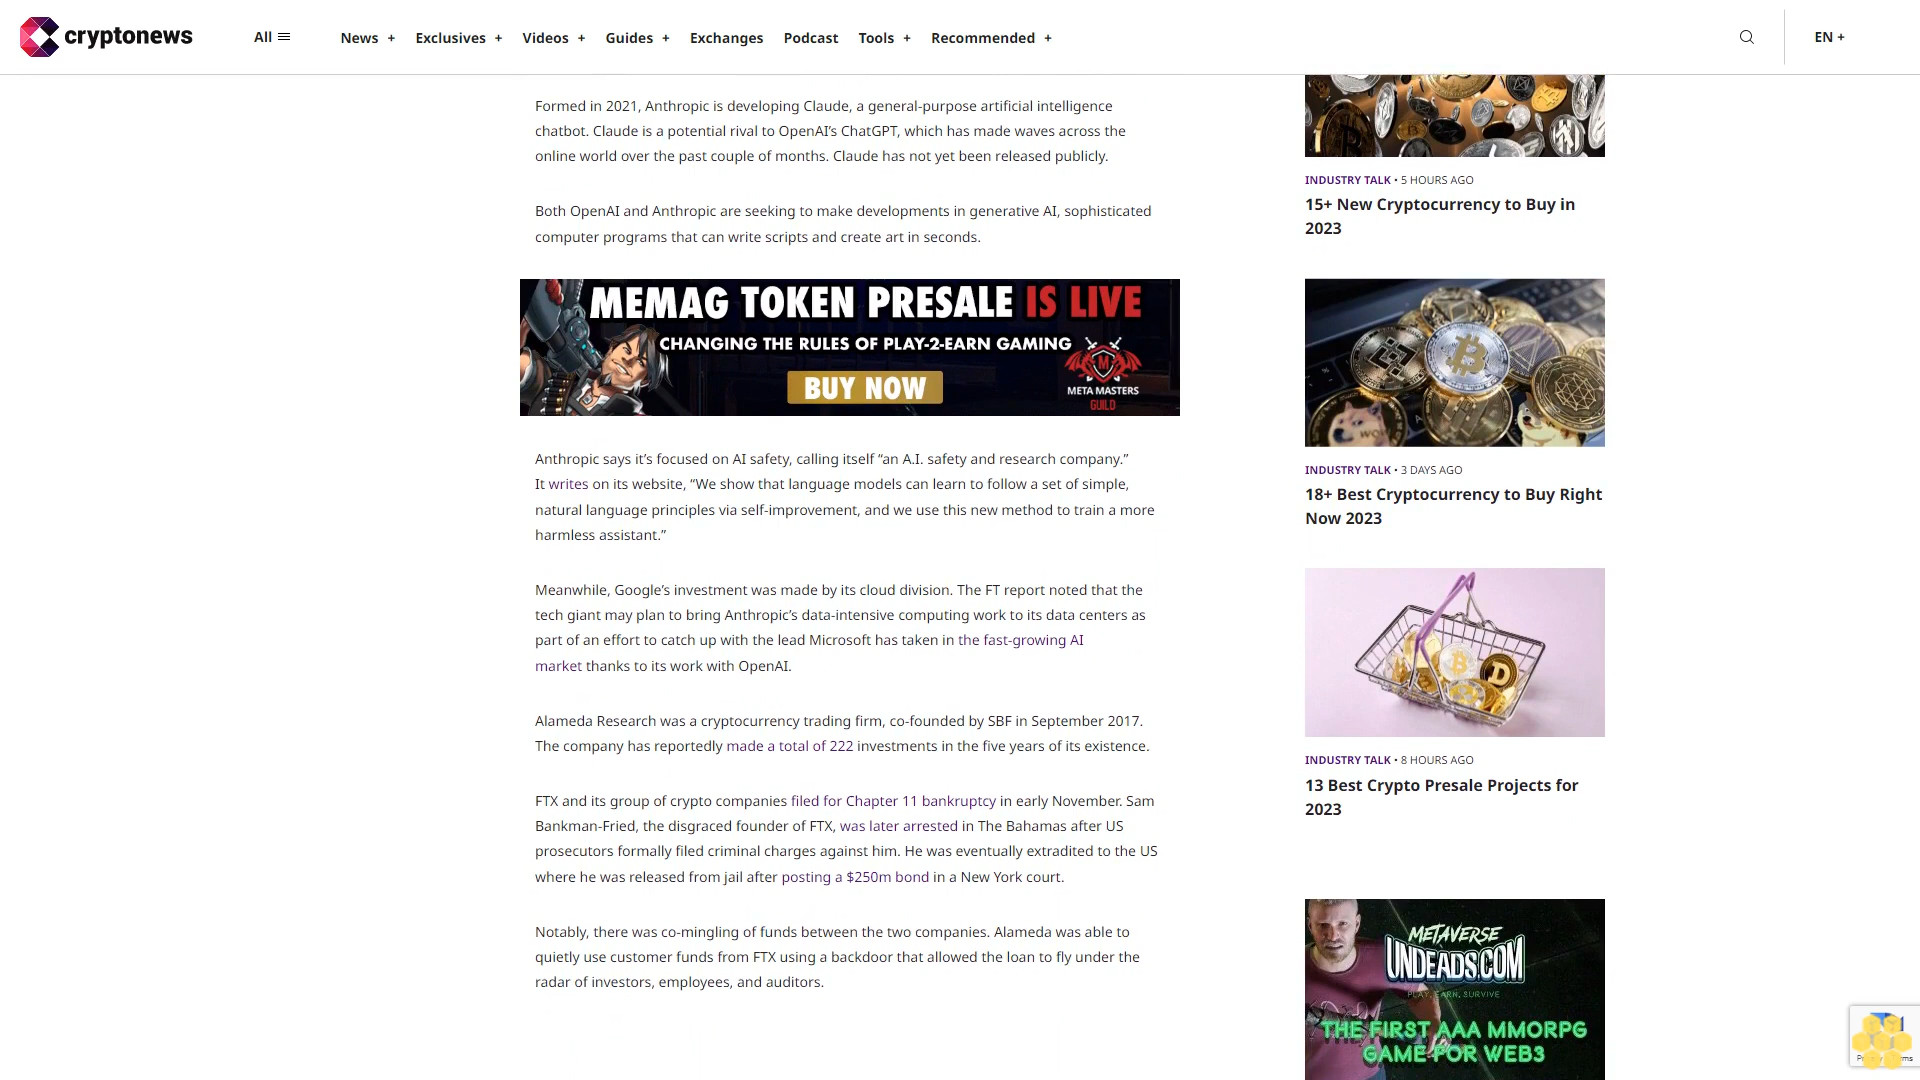 cryptonews
All
News +
Exclusives +
Videos +
Guides +
Exchanges
Podcast
Tools +
Recommended +
EN +
Formed in 2021, Anthropic is developing Claude, a general-purpose artificial intelligence
chatbot. Claude is a potential rival to OpenAI’s ChatGPT, which has made waves across the
online world over the past couple of months. Claude has not yet been released publicly.
Both OpenAI and Anthropic are seeking to make developments in generative AI, sophisticated
computer programs that can write scripts and create art in seconds.
MEMAG TOKEN PRESALE IS LIVE
CHANGING THE RULES OF PLAY-2-EARN GAMING
BUY NOW
META MASTERS
GUILD
Anthropic says it’s focused on AI safety, calling itself “an A.I. safety and research company.”
It writes on its website, “We show that language models can learn to follow a set of simple,
natural language principles via self-improvement, and we use this new method to train a more
harmless assistant.”
Meanwhile, Google’s investment was made by its cloud division. The FT report noted that the
tech giant may plan to bring Anthropic’s data-intensive computing work to its data centers as
part of an effort to catch up with the lead Microsoft has taken in the fast-growing AI
market thanks to its work with OpenAI.
Alameda Research was a cryptocurrency trading firm, co-founded by SBF in September 2017.
The company has reportedly made a total of 222 investments in the five years of its existence.
FTX and its group of crypto companies filed for Chapter 11 bankruptcy in early November. Sam
Bankman-Fried, the disgraced founder of FTX, was later arrested in The Bahamas after US
prosecutors formally filed criminal charges against him. He was eventually extradited to the US
where he was released from jail after posting a $250m bond in a New York court.
Notably, there was co-mingling of funds between the two companies. Alameda was able to
quietly use customer funds from FTX using a backdoor that allowed the loan to fly under the
radar of investors, employees, and auditors.
INDUSTRY TALK • 5 HOURS AGO
15+ New Cryptocurrency to Buy in
2023
INDUSTRY TALK • 3 DAYS AGO
18+ Best Cryptocurrency to Buy Right
Now 2023
INDUSTRY TALK • 8 HOURS AGO
13 Best Crypto Presale Projects for
2023
METAVERSE
UNDEADS.COM
PLAY, EARN, SURVIVE
THE FIRST AAA MMORPG
GAME FOR WEB3